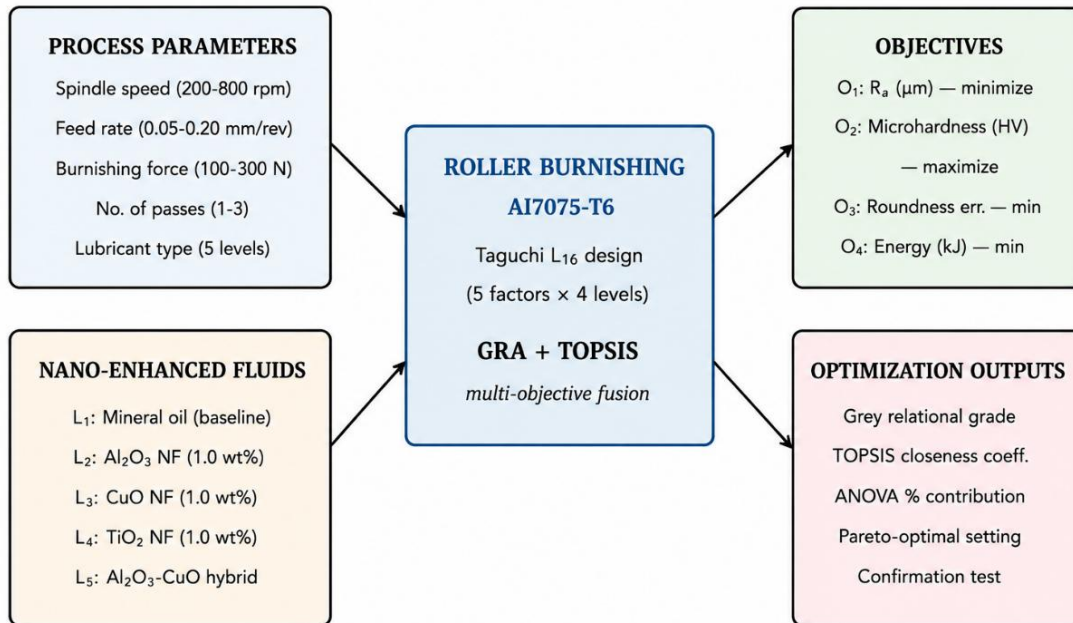 PROCESS PARAMETERS
Spindle speed (200-800 rpm)
Feed rate (0.05-0.20 mm/rev)
Burnishing force (100-300 N)
No. of passes (1-3)
Lubricant type (5 levels)
NANO-ENHANCED FLUIDS
L₁: Mineral oil (baseline)
L₂: Al₂O₃ NF (1.0 wt%)
L₃: CuO NF (1.0 wt%)
L₄: TiO₂ NF (1.0 wt%)
L₅: Al₂O₃-CuO hybrid
ROLLER BURNISHING
AI7075-T6
Taguchi L₁₆ design
(5 factors × 4 levels)
GRA + TOPSIS
multi-objective fusion
OBJECTIVES
O₁: Rₐ (μm) — minimize
O₂: Microhardness (HV)
— maximize
O₃: Roundness err. — min
O₄: Energy (kJ) — min
OPTIMIZATION OUTPUTS
Grey relational grade
TOPSIS closeness coeff.
ANOVA % contribution
Pareto-optimal setting
Confirmation test